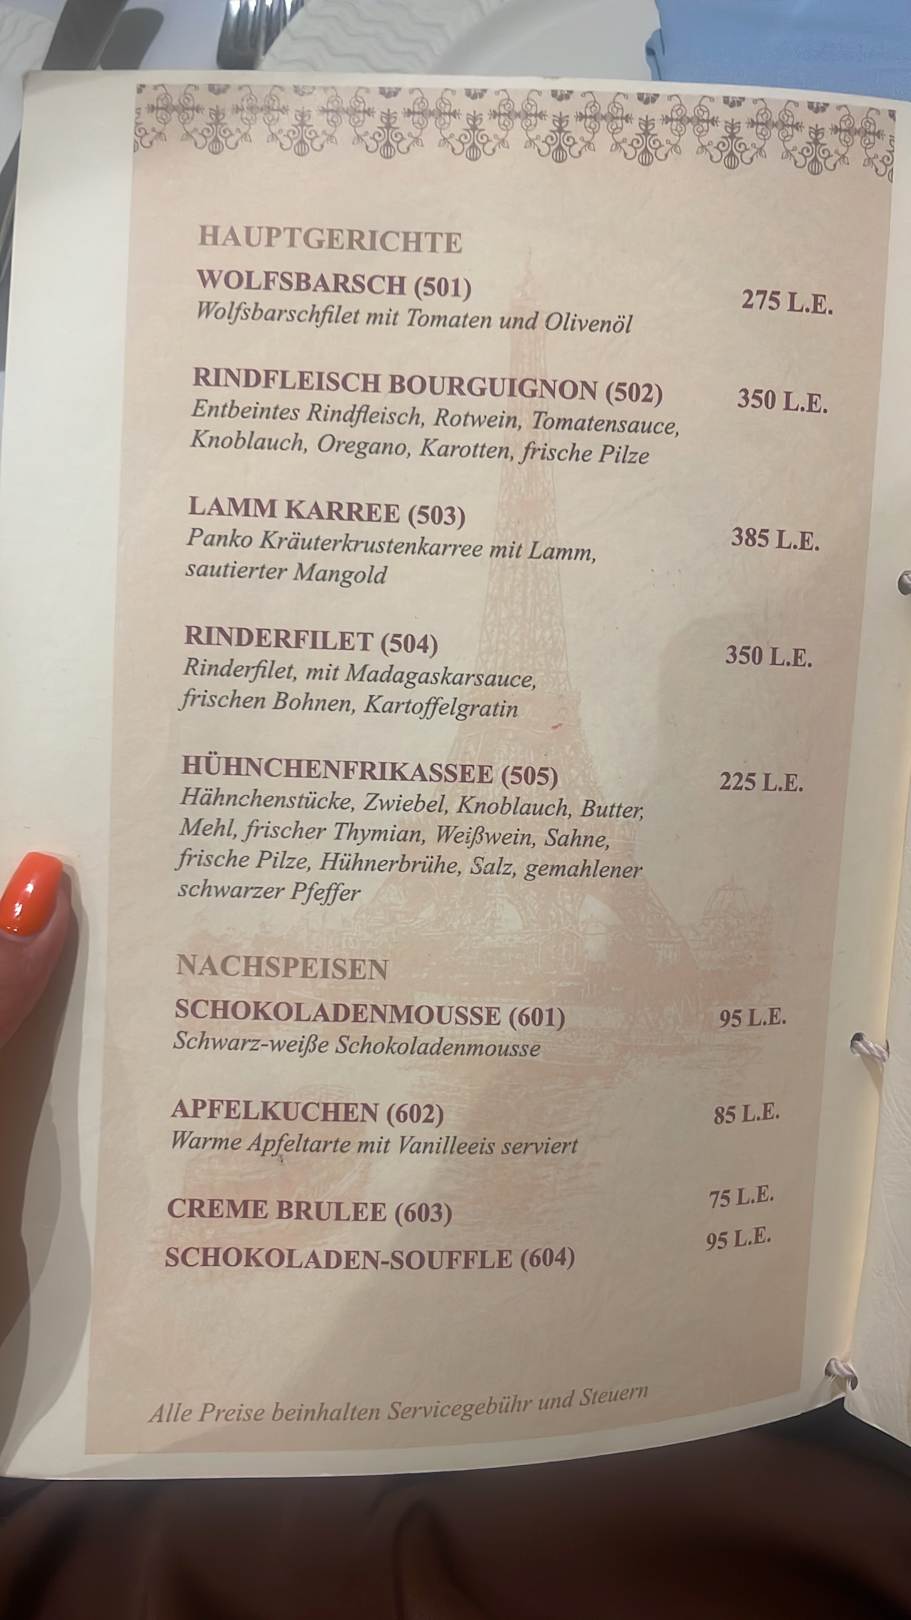 HAUPTGERICHTE
WOLFSBARSCH (501) 275 L.E.
Wolfsbarschfilet mit Tomaten und Olivenöl
RINDFLEISCH BOURGUIGNON (502) 350 L.E.
Entbeintes Rindfleisch, Rotwein, Tomatensauce,
Knoblauch, Oregano, Karotten, frische Pilze
LAMM KARREE (503) 385 L.E.
Panko Kräuterkrustenkarree mit Lamm,
sautierter Mangold
RINDERFILET (504) 350 L.E.
Rinderfilet, mit Madagaskarsauce,
frischen Bohnen, Kartoffelgratin
HÜHNCHENFRIKASSEE (505) 225 L.E.
Hähnchenstücke, Zwiebel, Knoblauch, Butter,
Mehl, frischer Thymian, Weißwein, Sahne,
frische Pilze, Hühnerbrühe, Salz, gemahlener
schwarzer Pfeffer
NACHSPEISEN
SCHOKOLADENMOUSSE (601) 95 L.E.
Schwarz-weiße Schokoladenmousse
APFELKUCHEN (602) 85 L.E.
Warme Apfeltarte mit Vanilleeis serviert
CREME BRULEE (603) 75 L.E.
SCHOKOLADEN-SOUFFLE (604) 95 L.E.
Alle Preise beinhalten Servicegebühr und Steuern